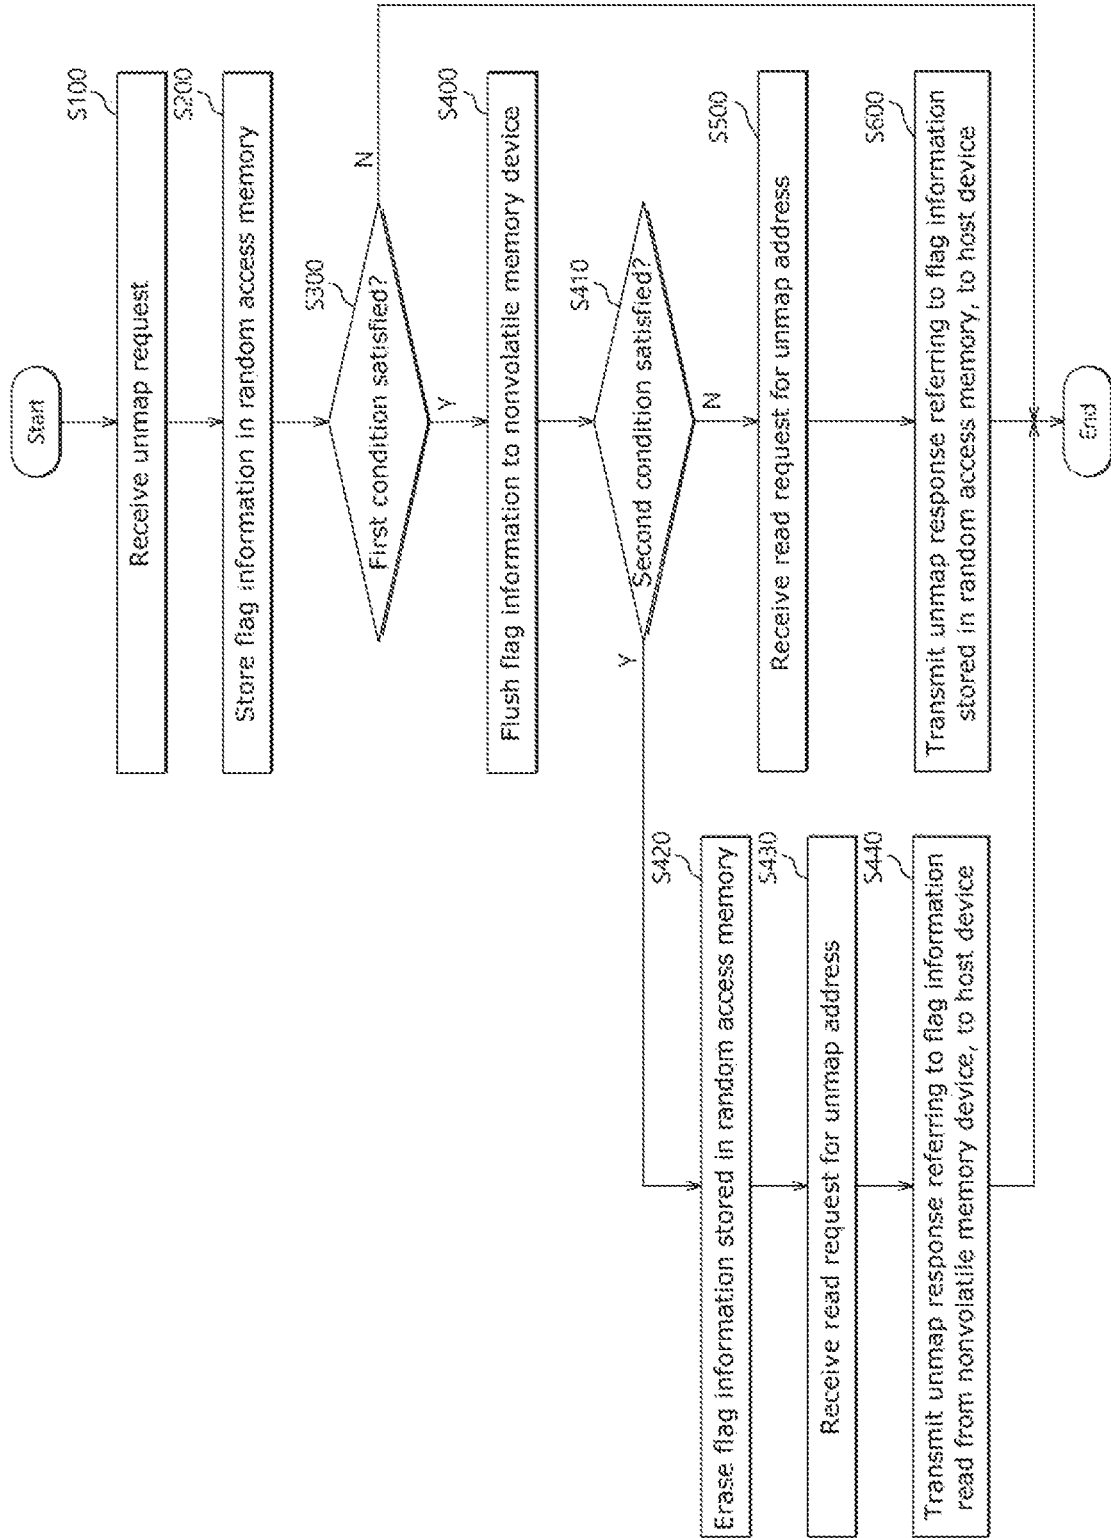 Start
S100
Receive unmap request
S200
Store flag information in random access memory
S300
First condition satisfied?
N
Y
S400
Flush flag information to nonvolatile memory device
S410
Second condition satisfied?
Y
N
S420
Erase flag information stored in random access memory
S430
Receive read request for unmap address
S440
Transmit unmap response referring to flag information
read from nonvolatile memory device, to host device
S500
Receive read request for unmap address
S600
Transmit unmap response referring to flag information
stored in random access memory, to host device
End